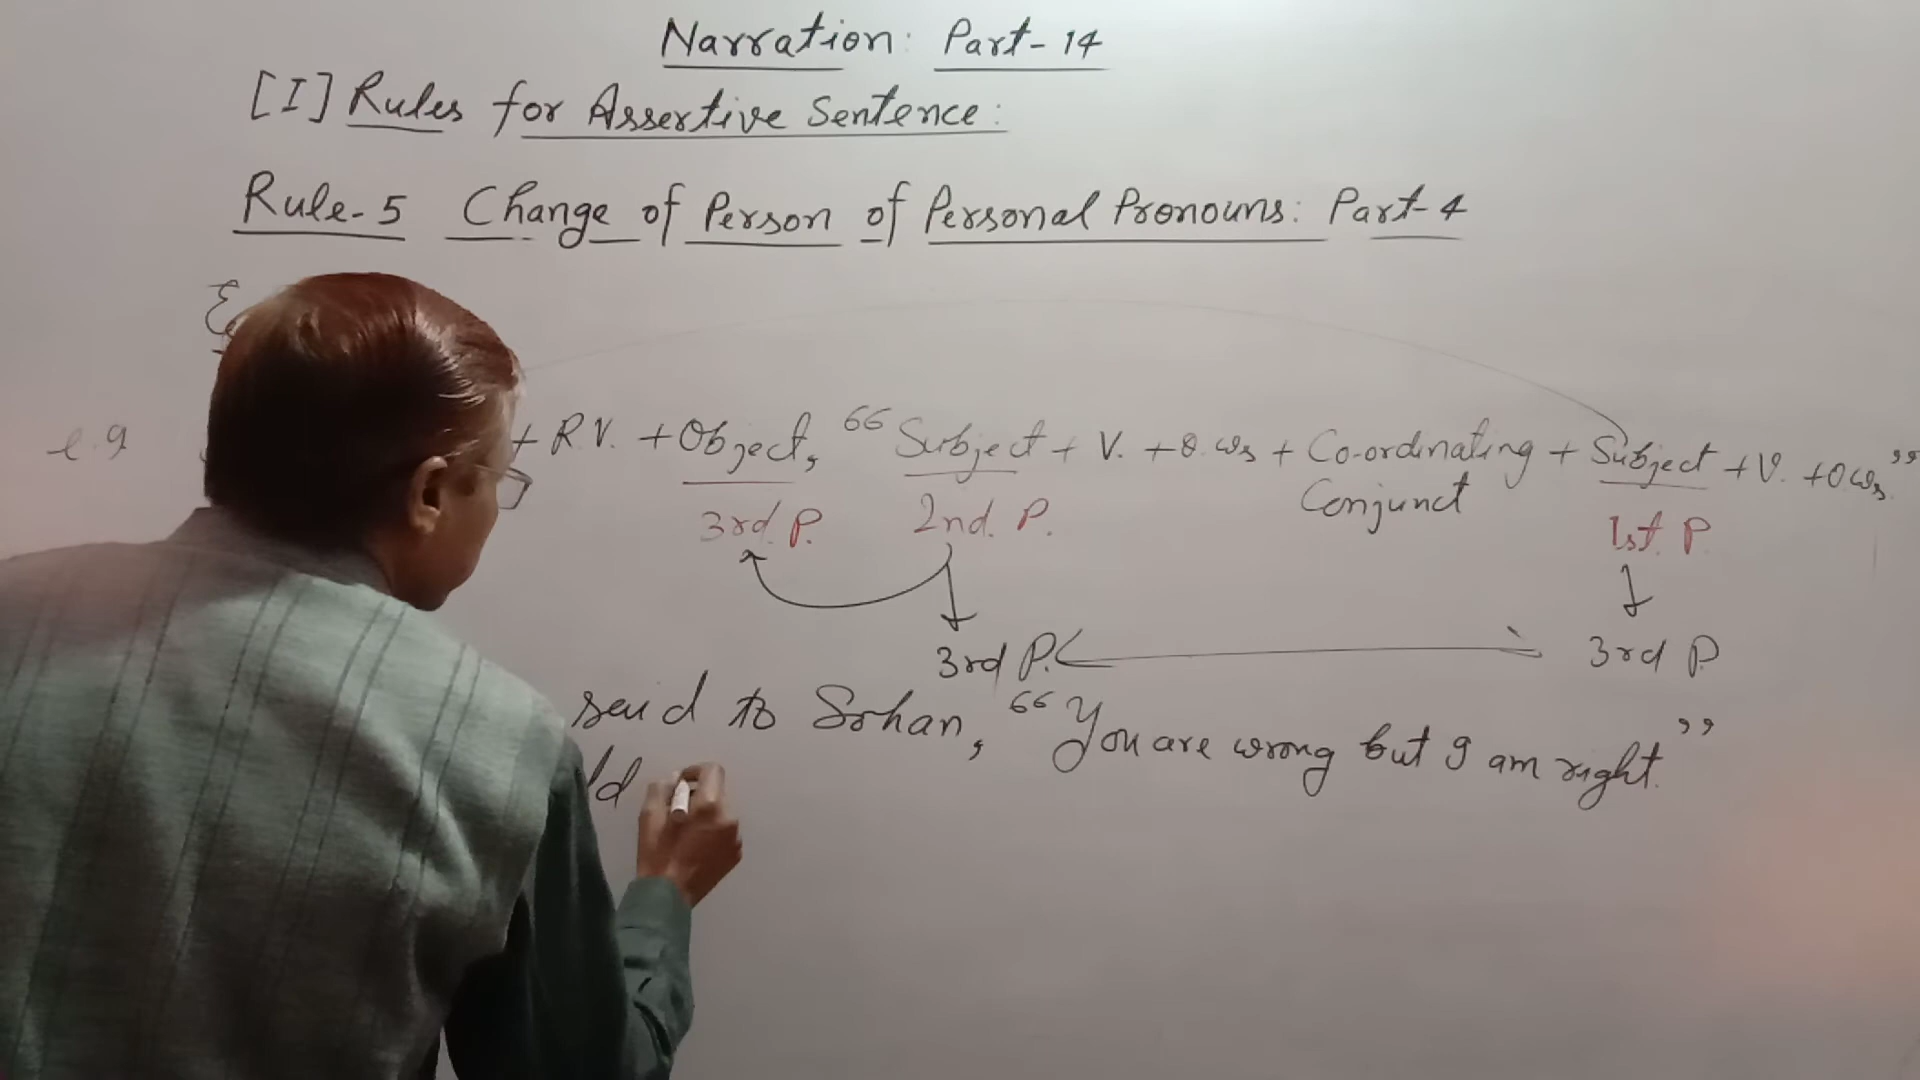 Narration: Part-14
[I] Rules for Assertive Sentence:
Rule-5 Change of Person of Personal Pronouns: Part-4
e.g + R.V. + Object, "Subject + V. + O.ws + Co-ordinating + Subject + V. + O.ws"
Conjunct
3rd. P. 2nd. P. 1st. P
3rd P. 3rd P
said to Sohan, "You are wrong but I am right."
ld